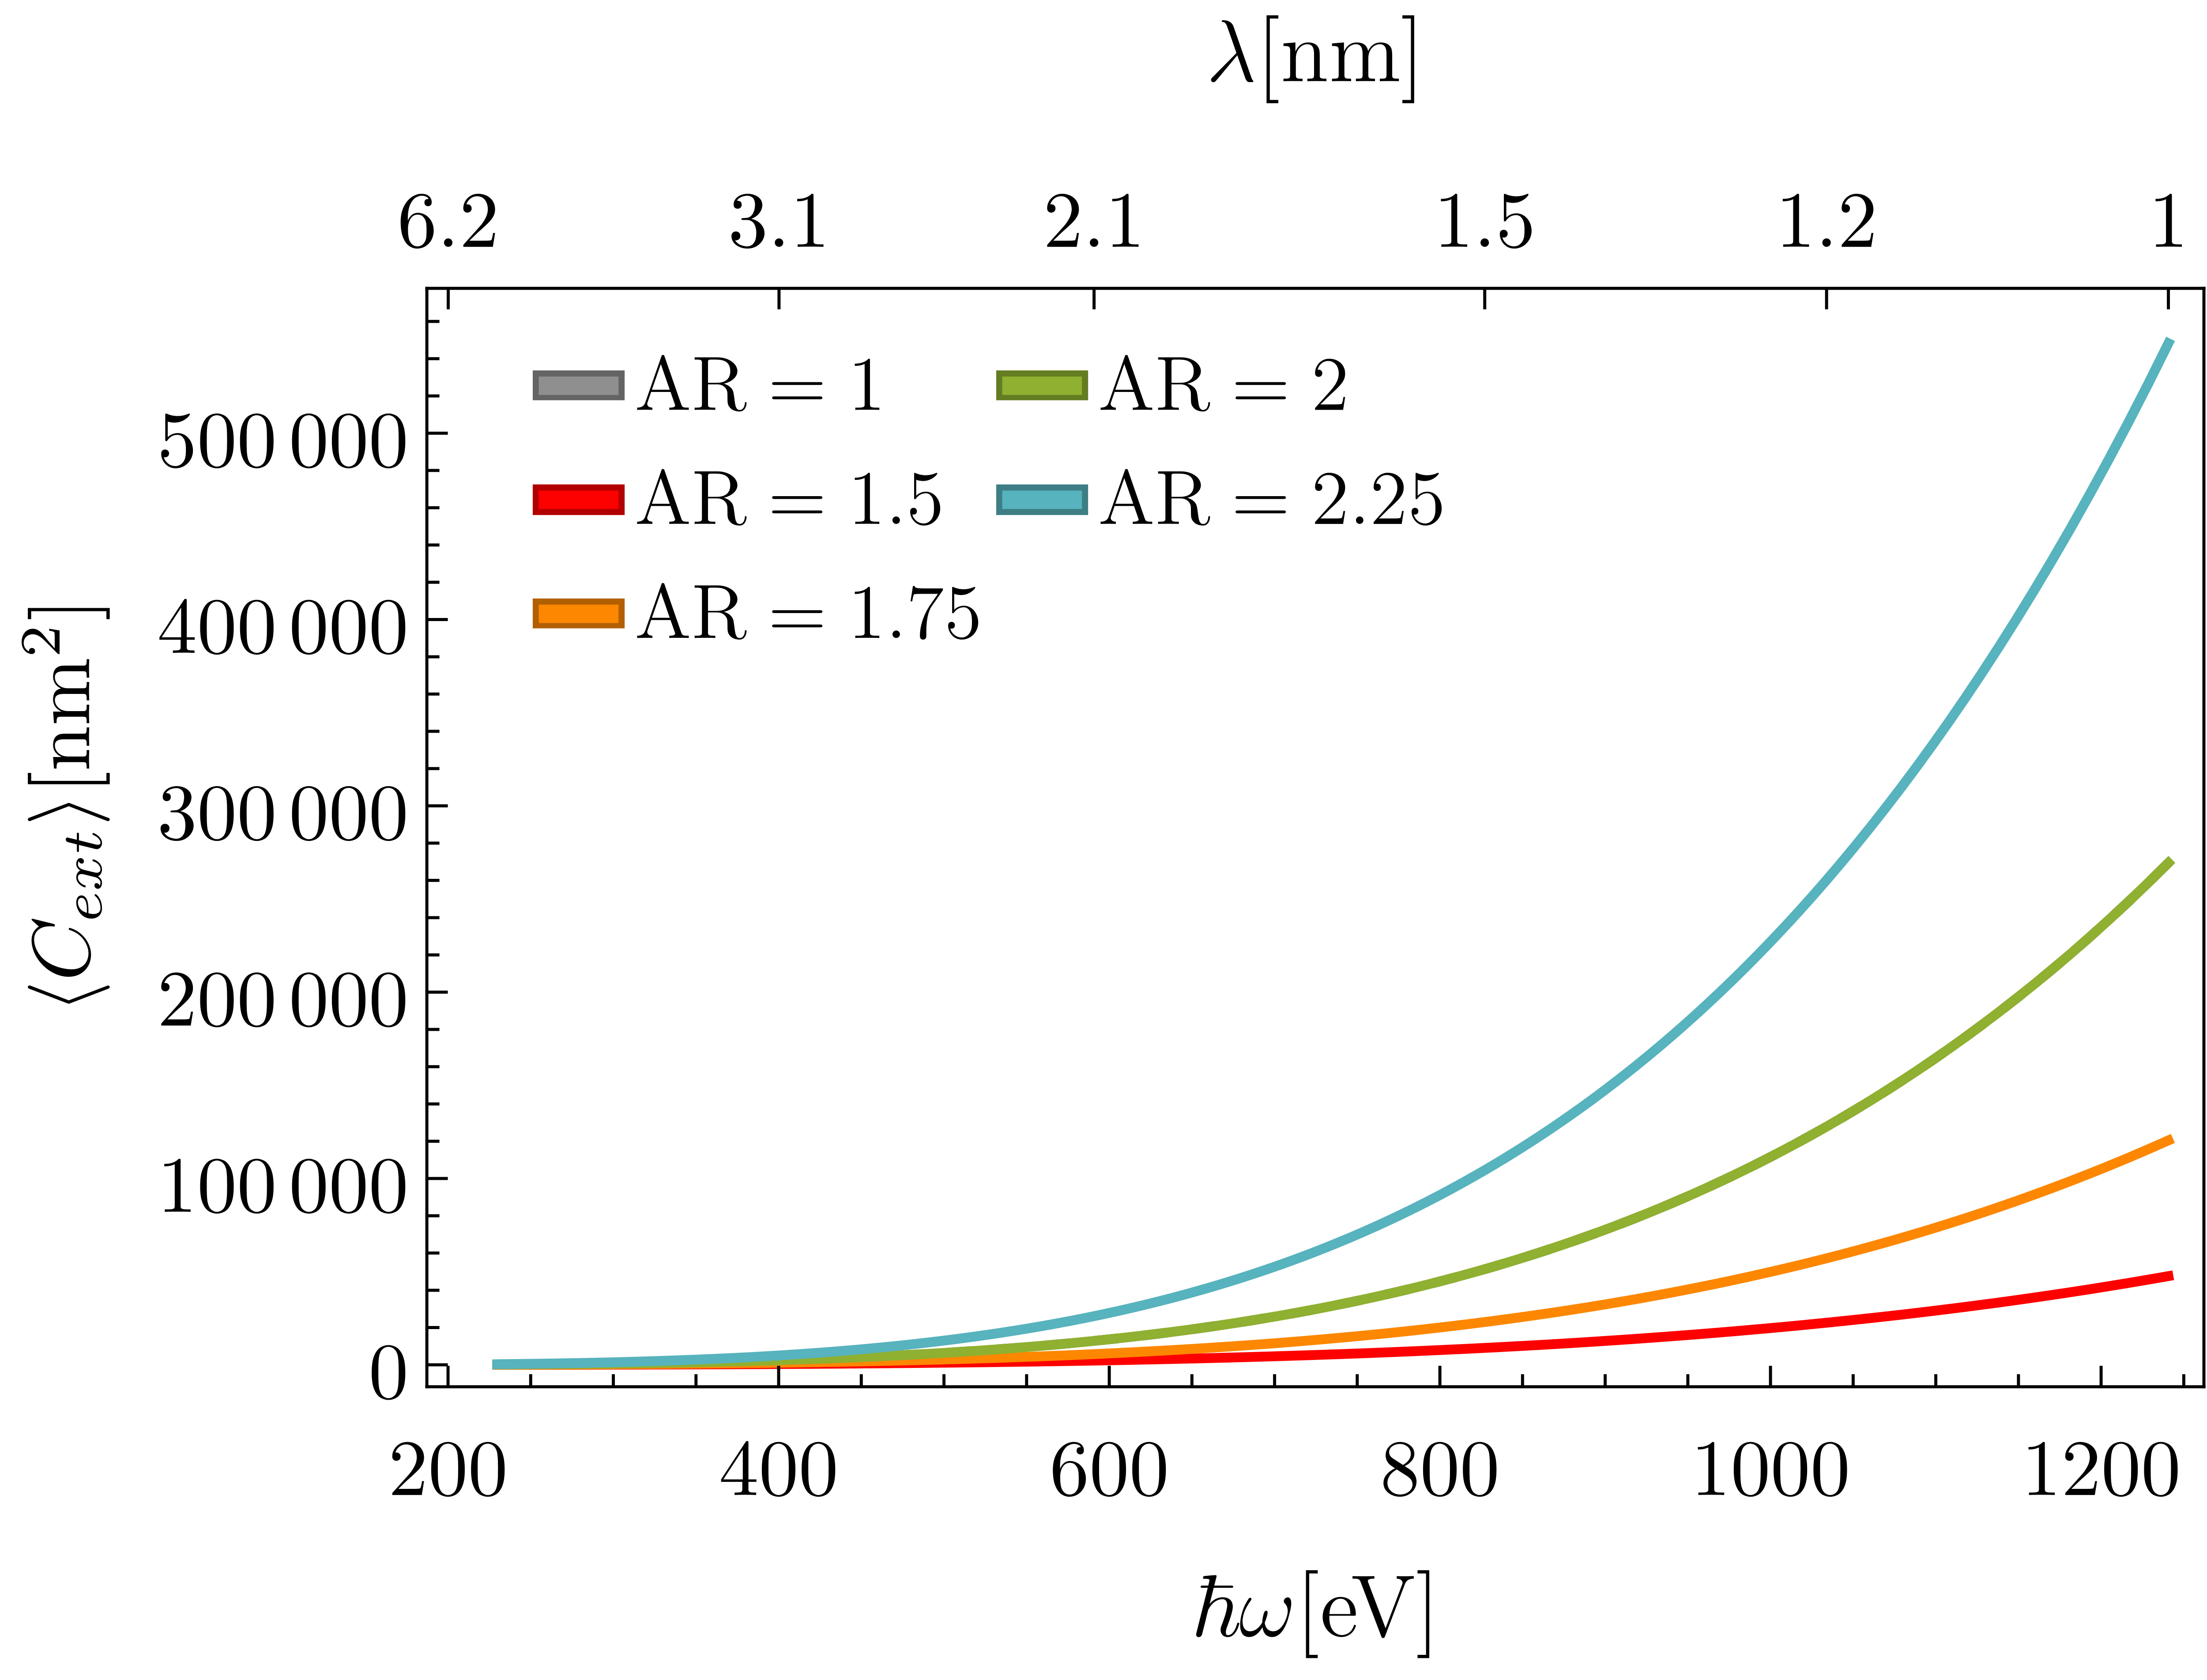 λ[nm]
6.2 3.1 2.1 1.5 1.2 1
AR = 1 AR = 2
AR = 1.5 AR = 2.25
AR = 1.75
500 000
400 000
300 000
200 000
100 000
0
⟨C_ext⟩[nm²]
200 400 600 800 1000 1200
ħω[eV]